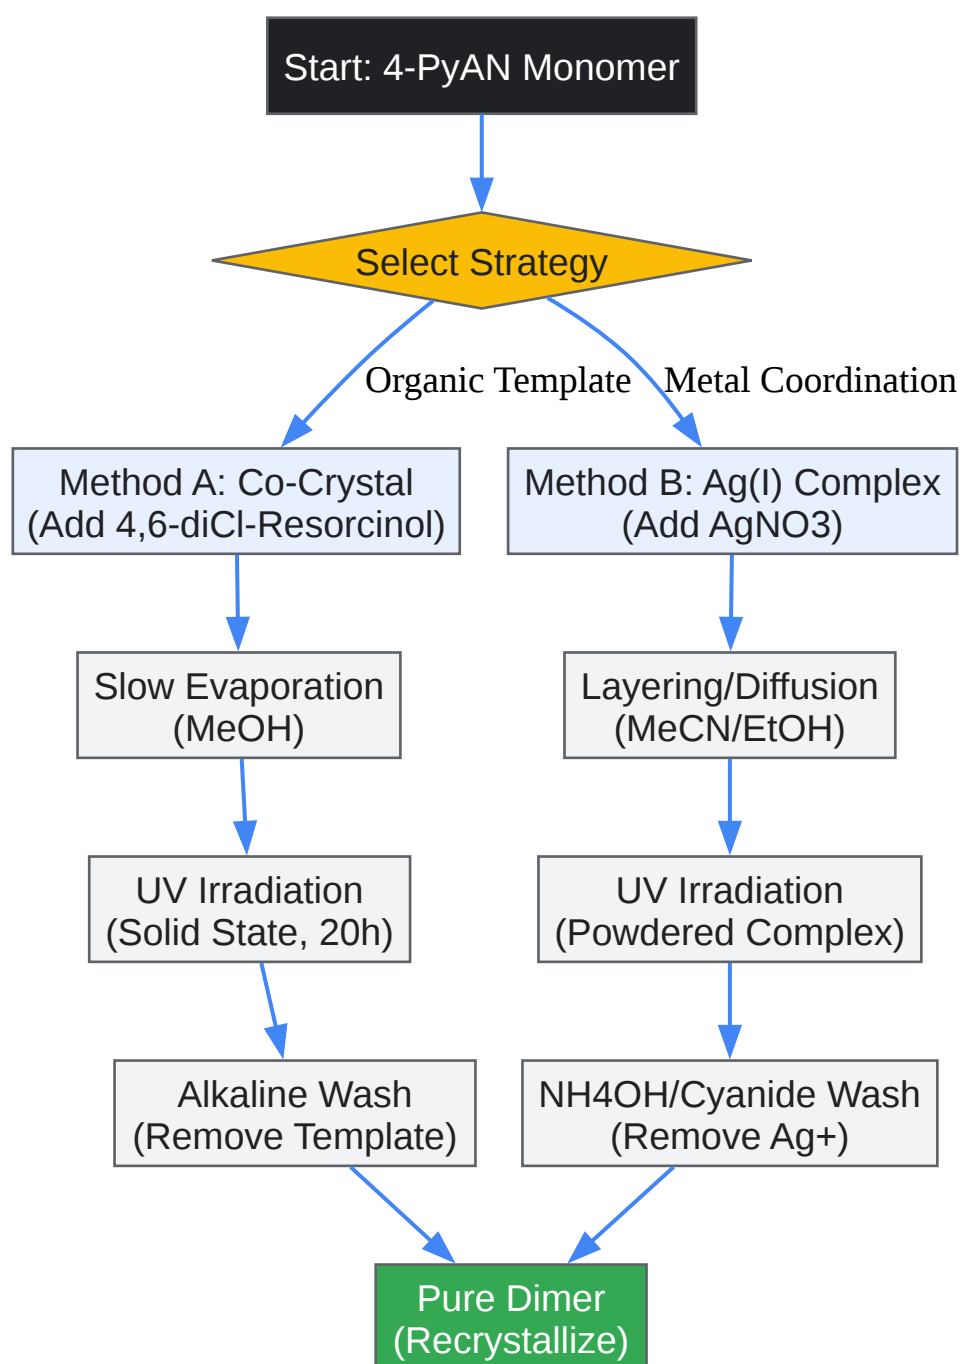 Start: 4-PyAN Monomer
Select Strategy
Organic Template
Metal Coordination
Method A: Co-Crystal
(Add 4,6-diCl-Resorcinol)
Method B: Ag(I) Complex
(Add AgNO3)
Slow Evaporation
(MeOH)
Layering/Diffusion
(MeCN/EtOH)
UV Irradiation
(Solid State, 20h)
UV Irradiation
(Powdered Complex)
Alkaline Wash
(Remove Template)
NH4OH/Cyanide Wash
(Remove Ag+)
Pure Dimer
(Recrystallize)